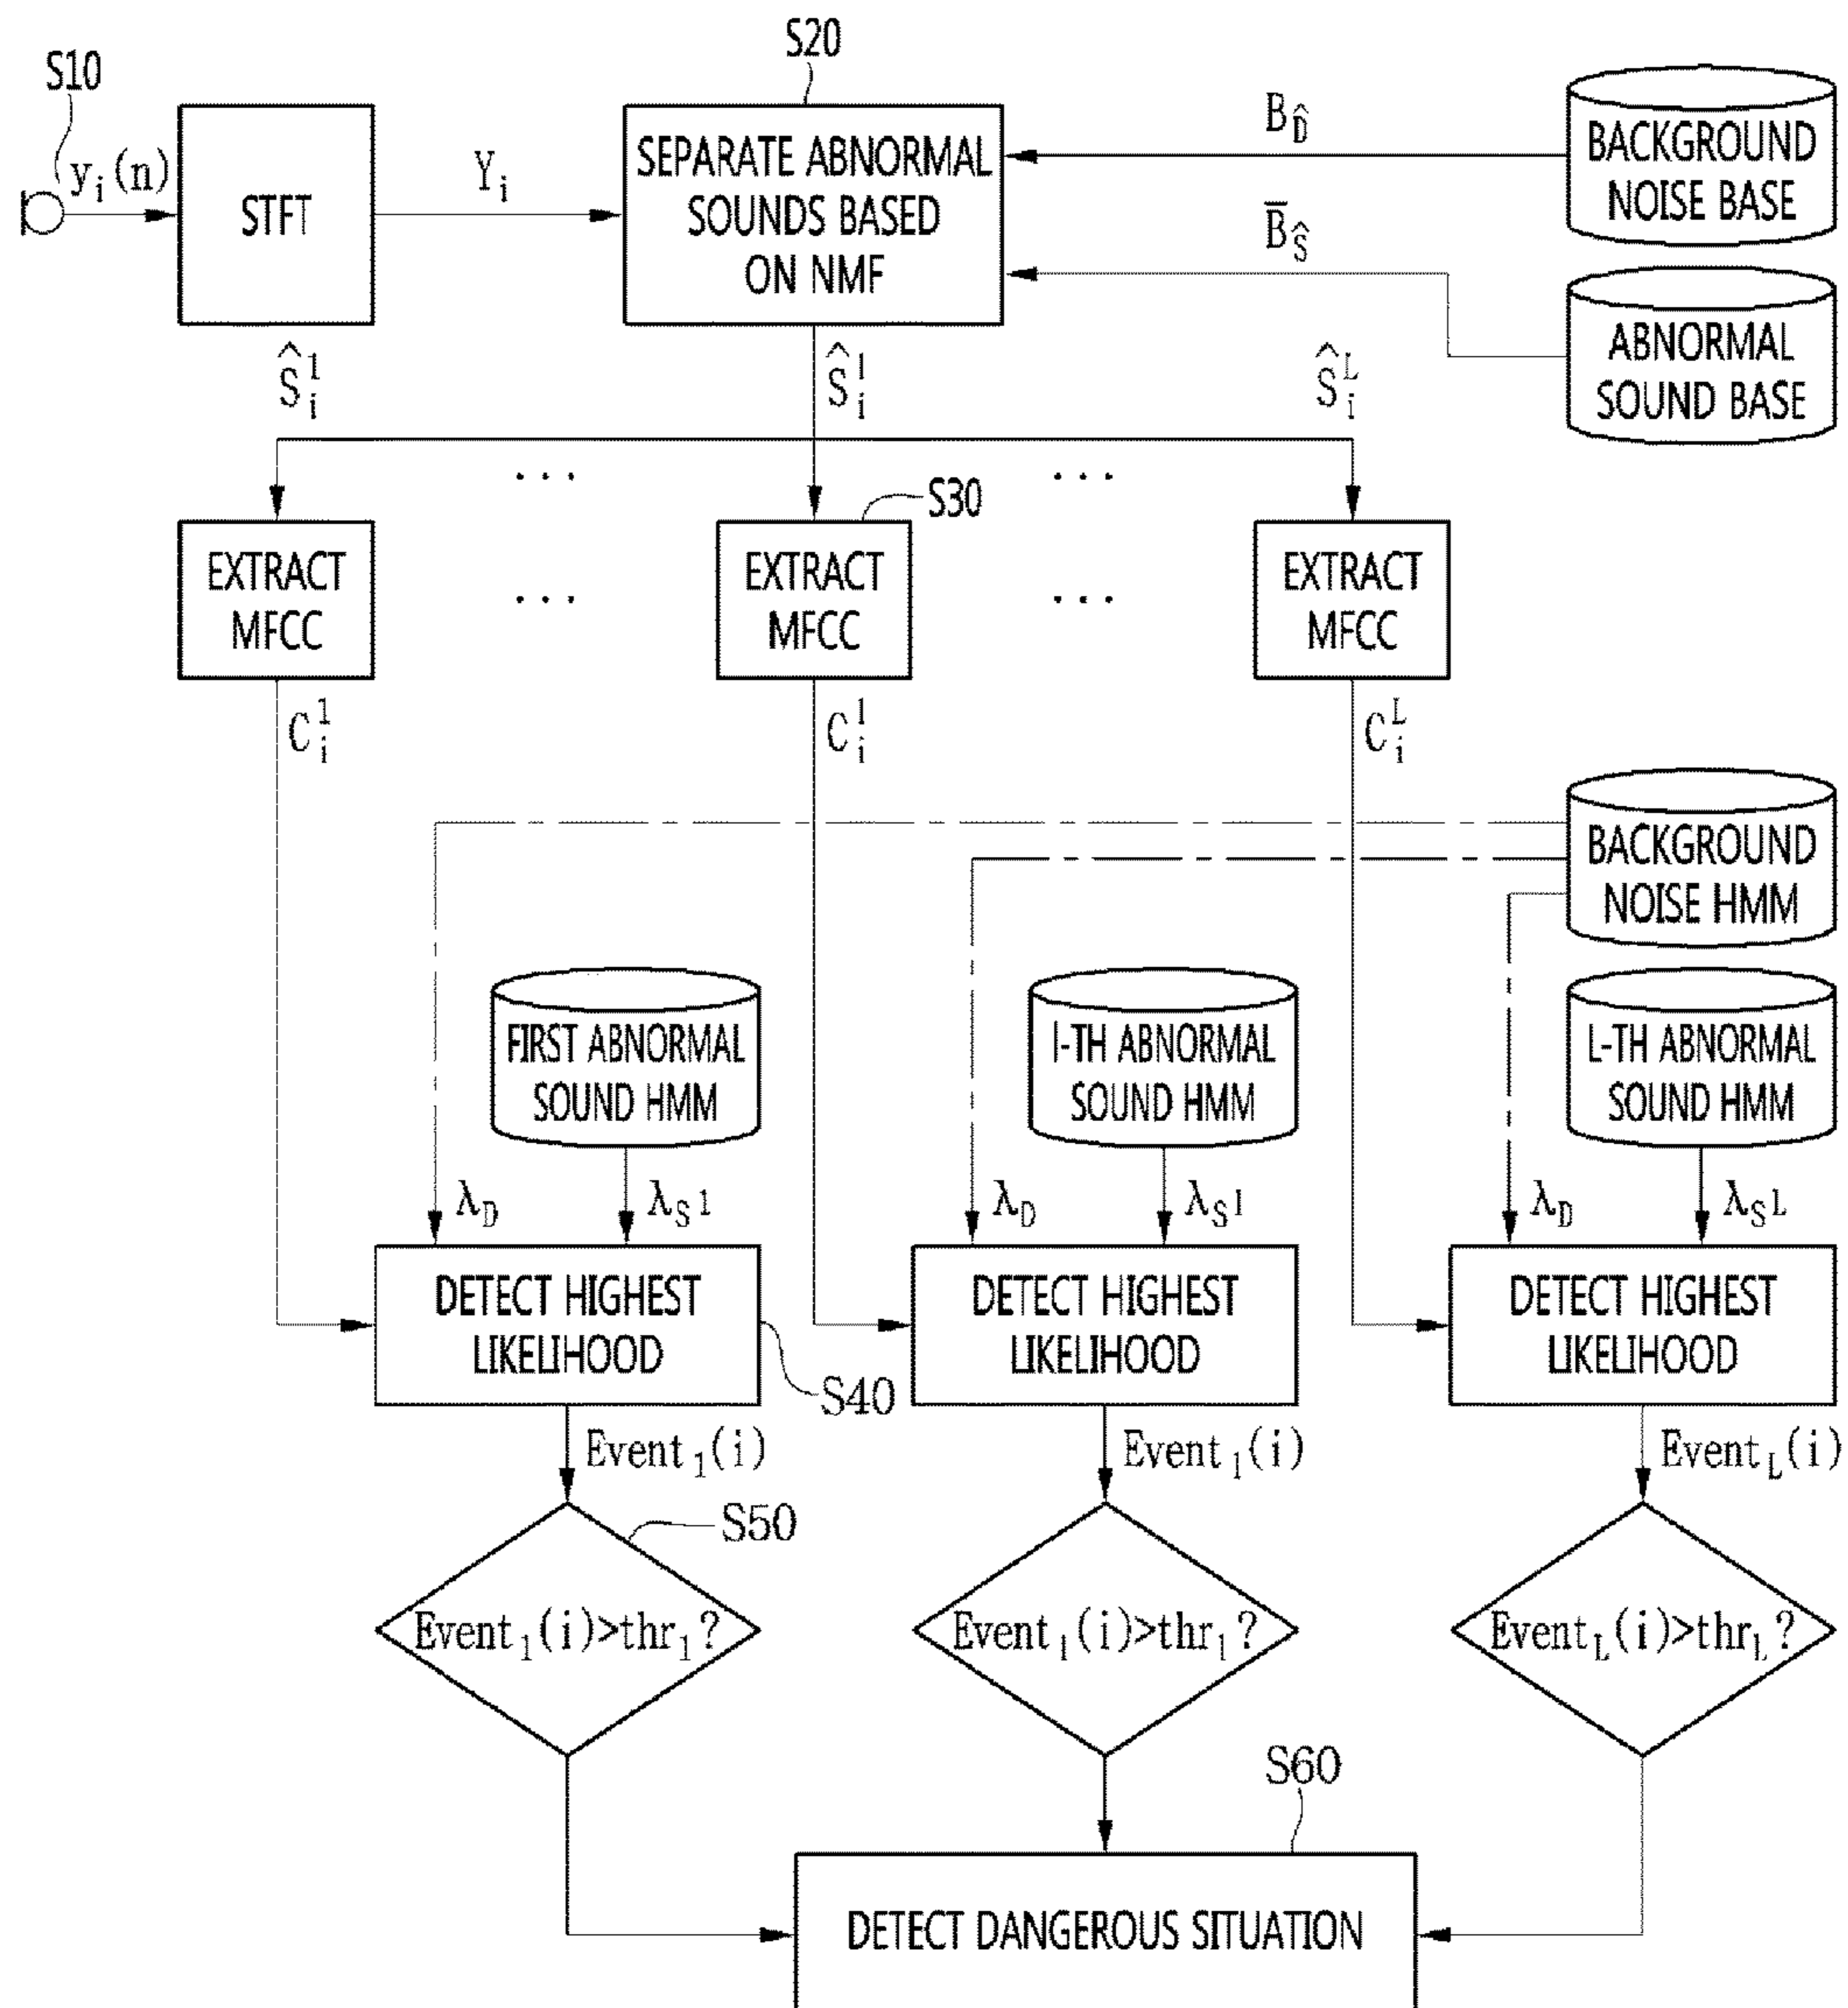 S10
S20
y_i(n)
STFT
Y_i
SEPARATE ABNORMAL
SOUNDS BASED
ON NMF
B_D̂
B̄_Ŝ
BACKGROUND
NOISE BASE
ABNORMAL
SOUND BASE
Ŝ_i^1
Ŝ_i^l
Ŝ_i^L
...
...
S30
EXTRACT
MFCC
...
EXTRACT
MFCC
...
EXTRACT
MFCC
C_i^1
C_i^l
C_i^L
BACKGROUND
NOISE HMM
FIRST ABNORMAL
SOUND HMM
l-TH ABNORMAL
SOUND HMM
L-TH ABNORMAL
SOUND HMM
λ_D
λ_S^1
λ_D
λ_S^l
λ_D
λ_S^L
DETECT HIGHEST
LIKELIHOOD
DETECT HIGHEST
LIKELIHOOD
DETECT HIGHEST
LIKELIHOOD
S40
Event_1(i)
Event_l(i)
Event_L(i)
S50
Event_1(i)>thr_1?
Event_l(i)>thr_l?
Event_L(i)>thr_L?
S60
DETECT DANGEROUS SITUATION